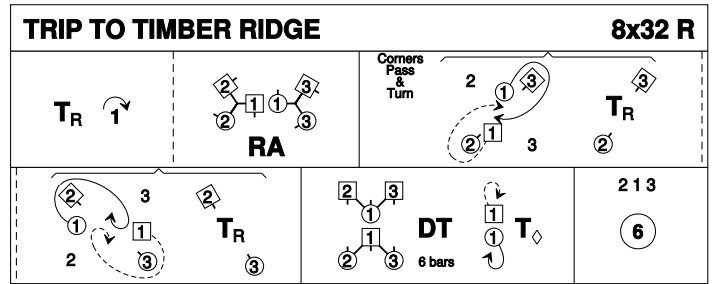 TRIP TO TIMBER RIDGE 8x32 R
TR 1
2 3
1 1
2 3
RA
Corners
Pass
&
Turn
2 3 3
1
TR
1
2 3 2
2 3 2
1 1 TR
2 3 3
2 3
1 1
DT TR◇
1 1
2 3 6 bars
2 1 3
6